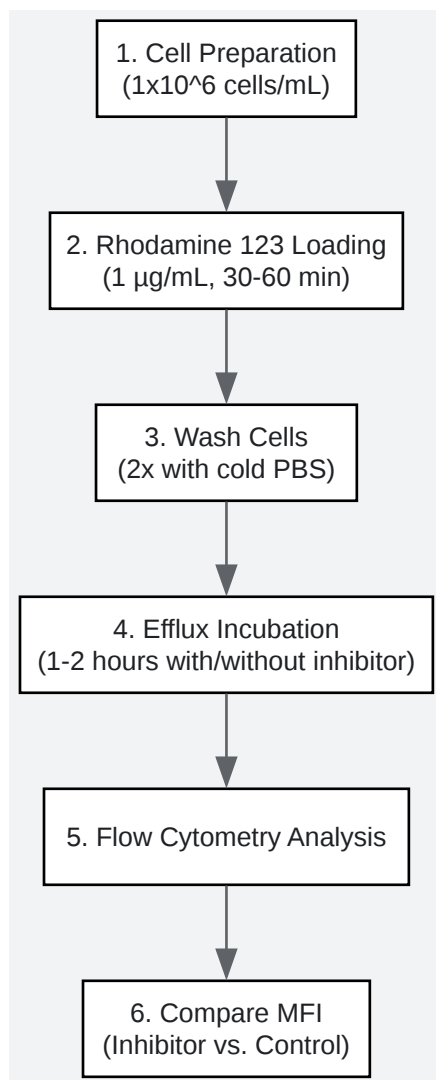 1. Cell Preparation
(1x10^6 cells/mL)
2. Rhodamine 123 Loading
(1 µg/mL, 30-60 min)
3. Wash Cells
(2x with cold PBS)
4. Efflux Incubation
(1-2 hours with/without inhibitor)
5. Flow Cytometry Analysis
6. Compare MFI
(Inhibitor vs. Control)